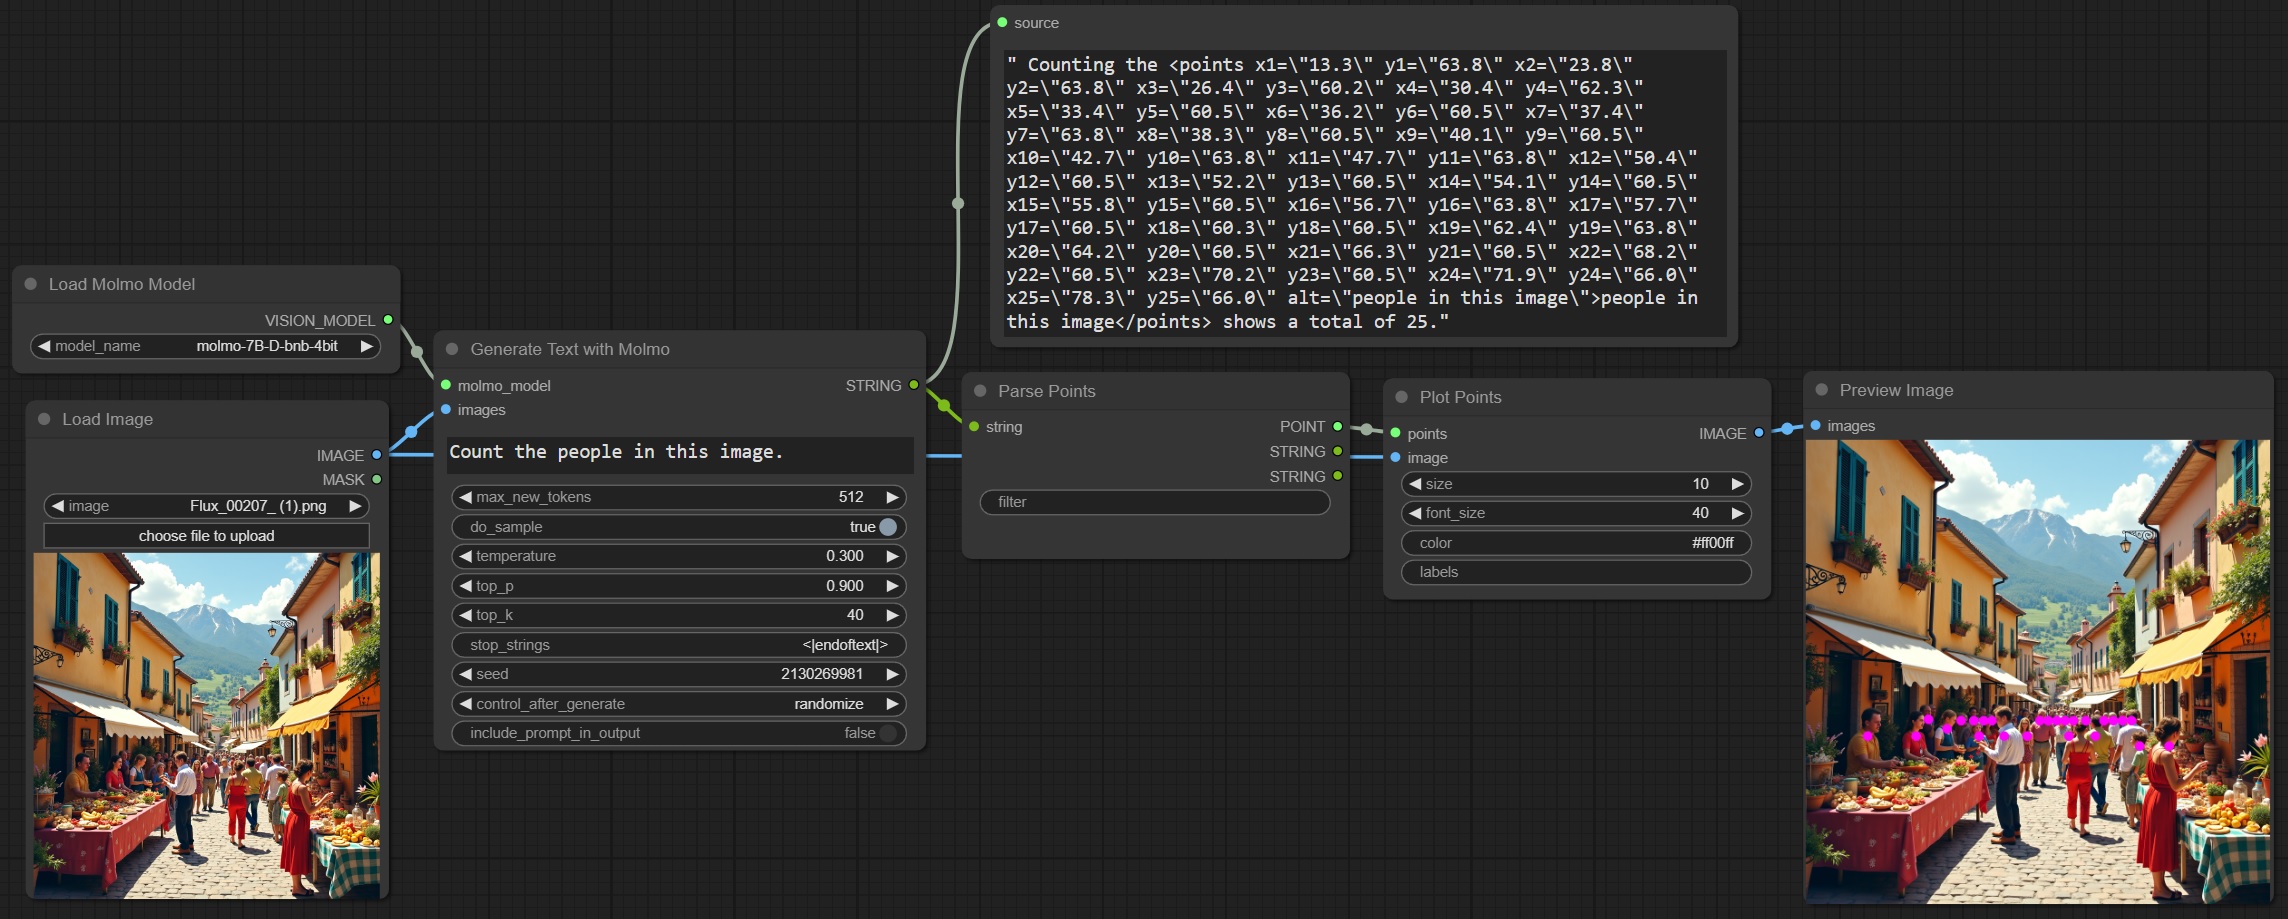 source
" Counting the <points x1=\"13.3\" y1=\"63.8\" x2=\"23.8\"
y2=\"63.8\" x3=\"26.4\" y3=\"60.2\" x4=\"30.4\" y4=\"62.3\"
x5=\"33.4\" y5=\"60.5\" x6=\"36.2\" y6=\"60.5\" x7=\"37.4\"
y7=\"63.8\" x8=\"38.3\" y8=\"60.5\" x9=\"40.1\" y9=\"60.5\"
x10=\"42.7\" y10=\"63.8\" x11=\"47.7\" y11=\"63.8\" x12=\"50.4\"
y12=\"60.5\" x13=\"52.2\" y13=\"60.5\" x14=\"54.1\" y14=\"60.5\"
x15=\"55.8\" y15=\"60.5\" x16=\"56.7\" y16=\"63.8\" x17=\"57.7\"
y17=\"60.5\" x18=\"60.3\" y18=\"60.5\" x19=\"62.4\" y19=\"63.8\"
x20=\"64.2\" y20=\"60.5\" x21=\"66.3\" y21=\"60.5\" x22=\"68.2\"
y22=\"60.5\" x23=\"70.2\" y23=\"60.5\" x24=\"71.9\" y24=\"66.0\"
x25=\"78.3\" y25=\"66.0\" alt=\"people in this image\">people in
this image</points> shows a total of 25."
Load Molmo Model
VISION_MODEL
model_name molmo-7B-D-bnb-4bit
Load Image
IMAGE
MASK
image Flux_00207_ (1).png
choose file to upload
Generate Text with Molmo
molmo_model STRING
images
Count the people in this image.
max_new_tokens 512
do_sample true
temperature 0.300
top_p 0.900
top_k 40
stop_strings <|endoftext|>
seed 2130269981
control_after_generate randomize
include_prompt_in_output false
Parse Points
string POINT
STRING
STRING
filter
Plot Points
points IMAGE
image
size 10
font_size 40
color #ff00ff
labels
Preview Image
images